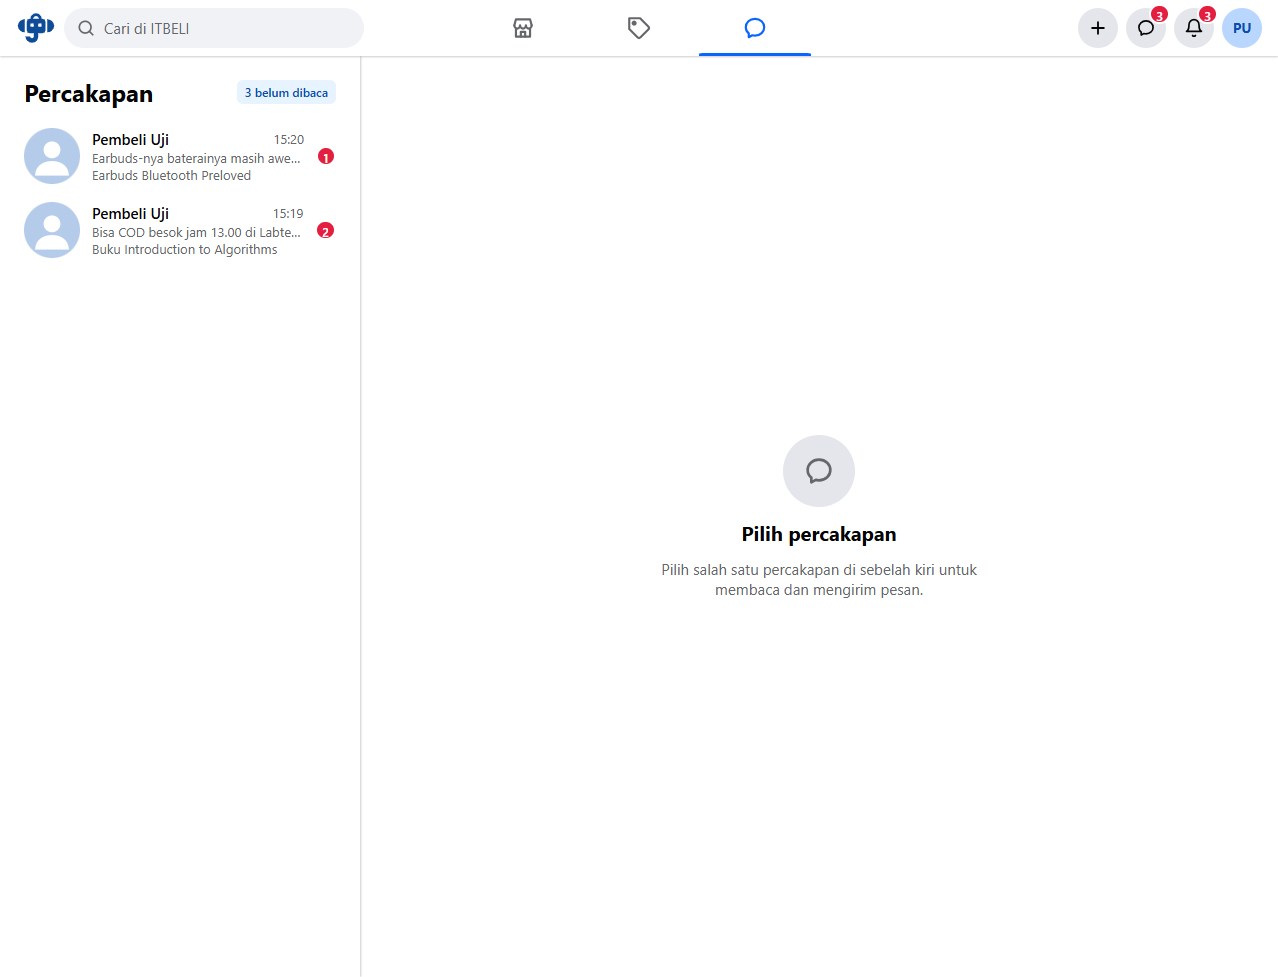 Cari di ITBELI
3
3
PU
Percakapan
3 belum dibaca
Pembeli Uji
15:20
Earbuds-nya baterainya masih awe...
1
Earbuds Bluetooth Preloved
Pembeli Uji
15:19
Bisa COD besok jam 13.00 di Labte...
2
Buku Introduction to Algorithms
Pilih percakapan
Pilih salah satu percakapan di sebelah kiri untuk
membaca dan mengirim pesan.